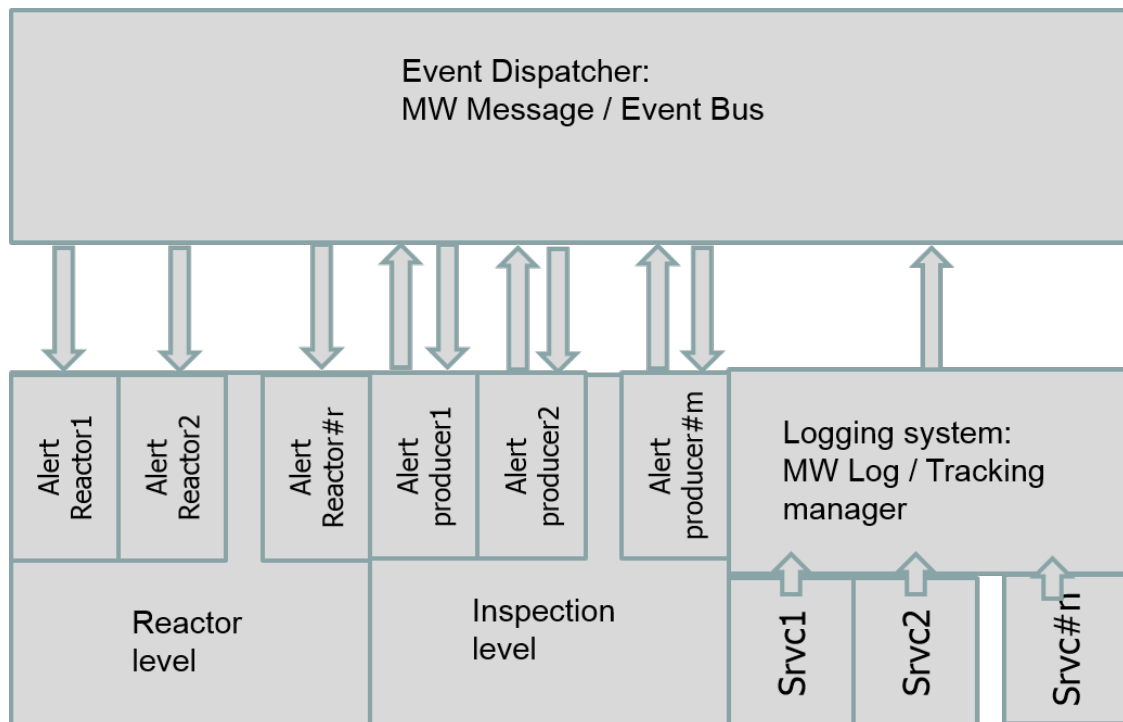 Event Dispatcher:
MW Message / Event Bus
Alert
Reactor1
Alert
Reactor2
Alert
Reactor#r
Alert
producer1
Alert
producer2
Alert
producer#m
Logging system:
MW Log / Tracking
manager
Reactor
level
Inspection
level
Srvc1
Srvc2
Srvc#n